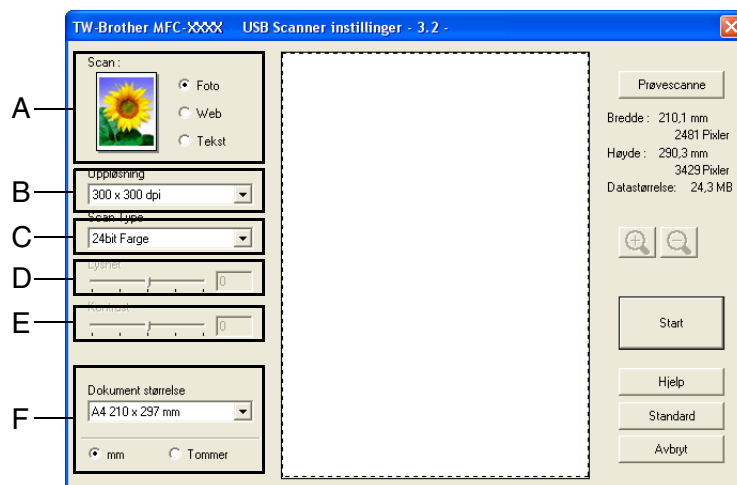 TW-Brother MFC-XXXX USB Scanner instillinger - 3.2 -
A
Scan :
Foto
Web
Tekst
B
Oppløsning
300 x 300 dpi
C
Scan Type
24bit Farge
D
Lyshet
0
E
Kontrast
0
F
Dokument størrelse
A4 210 x 297 mm
mm
Tommer
Prøvescanne
Bredde : 210,1 mm
2481 Pixler
Høyde : 290,3 mm
3429 Pixler
Datastørrelse: 24,3 MB
Start
Hjelp
Standard
Avbryt